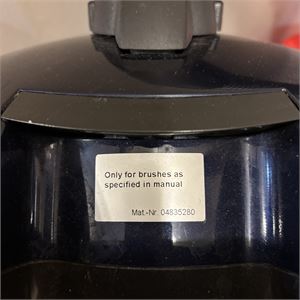 Only for brushes as
specified in manual
Mat.-Nr. 04835280